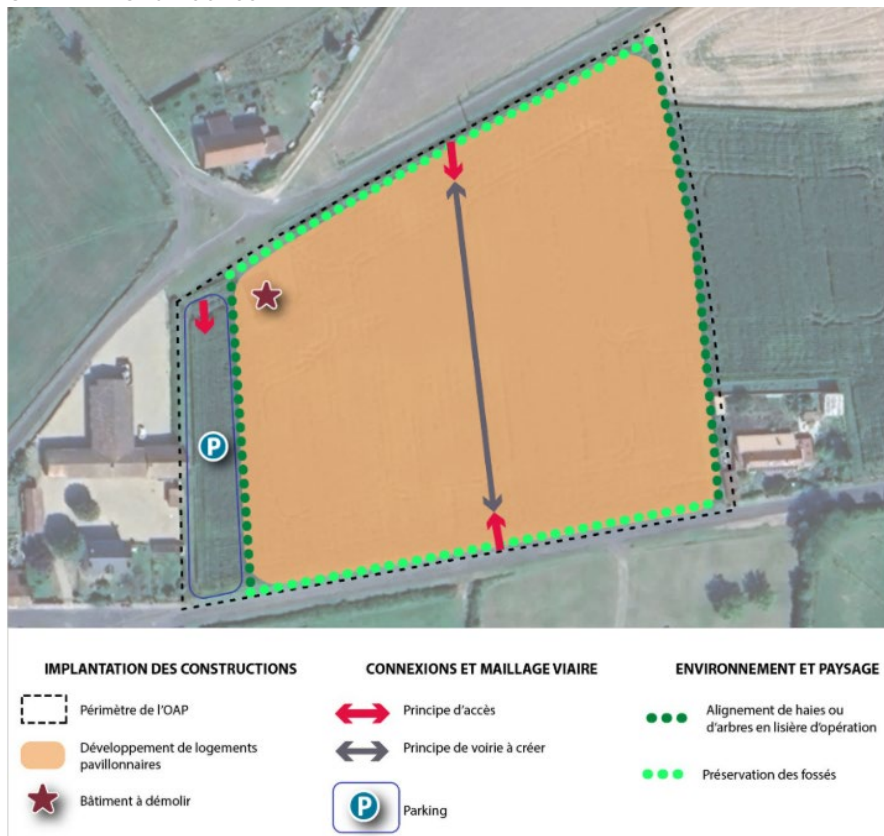 P
IMPLANTATION DES CONSTRUCTIONS
Périmètre de l'OAP
Développement de logements
pavillonnaires
Bâtiment à démolir
CONNEXIONS ET MAILLAGE VIAIRE
Principe d'accès
Principe de voirie à créer
P Parking
ENVIRONNEMENT ET PAYSAGE
Alignement de haies ou
d'arbres en lisière d'opération
Préservation des fossés